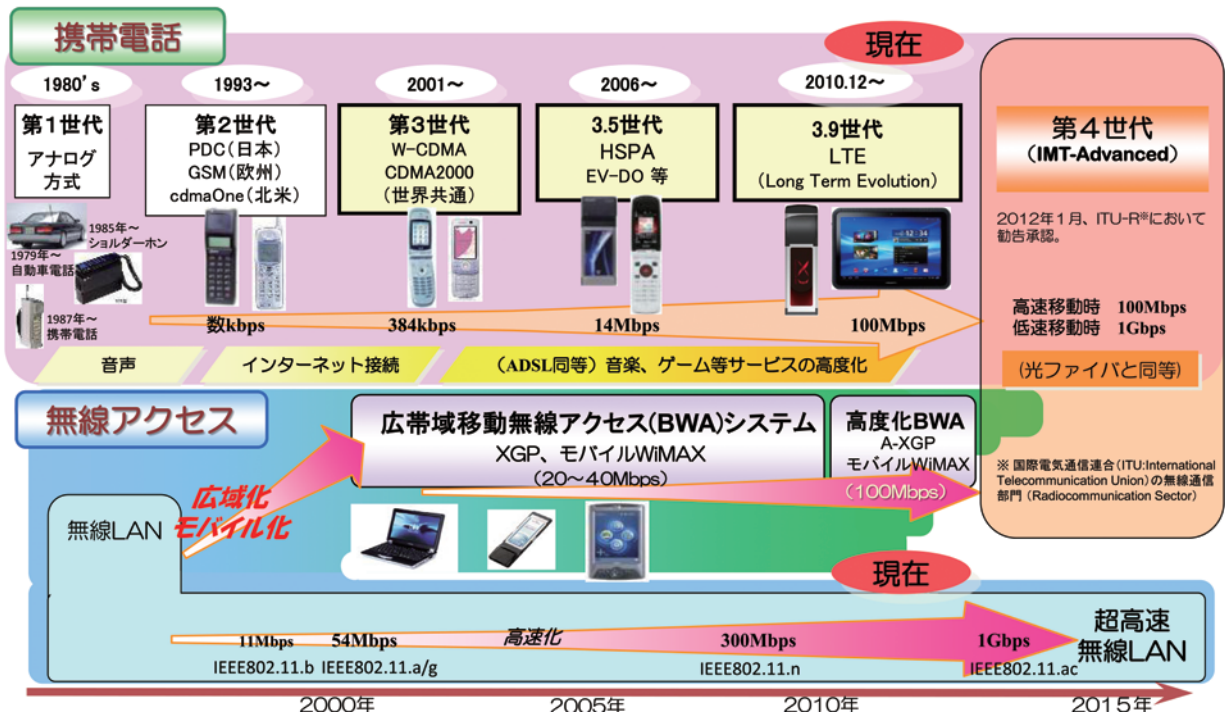 携帯電話
現在
1980's
1993～
2001～
2006～
2010.12～
第1世代
アナログ
方式
第2世代
PDC(日本)
GSM(欧州)
cdmaOne(北米)
第3世代
W-CDMA
CDMA2000
(世界共通)
3.5世代
HSPA
EV-DO 等
3.9世代
LTE
(Long Term Evolution)
第4世代
(IMT-Advanced)
2012年1月、ITU-R※において
勧告承認。
1985年～
ショルダーホン
1979年～
自動車電話
1987年～
携帯電話
数kbps
384kbps
14Mbps
100Mbps
高速移動時 100Mbps
低速移動時 1Gbps
音声
インターネット接続
(ADSL同等)音楽、ゲーム等サービスの高度化
(光ファイバと同等)
無線アクセス
広帯域移動無線アクセス(BWA)システム
XGP、モバイルWiMAX
(20～40Mbps)
高度化BWA
A-XGP
モバイルWiMAX
(100Mbps)
※ 国際電気通信連合(ITU:International
Telecommunication Union)の無線通信
部門 (Radiocommunication Sector)
広域化
モバイル化
無線LAN
現在
11Mbps
54Mbps
高速化
300Mbps
1Gbps
超高速
無線LAN
IEEE802.11.b
IEEE802.11.a/g
IEEE802.11.n
IEEE802.11.ac
2000年
2005年
2010年
2015年